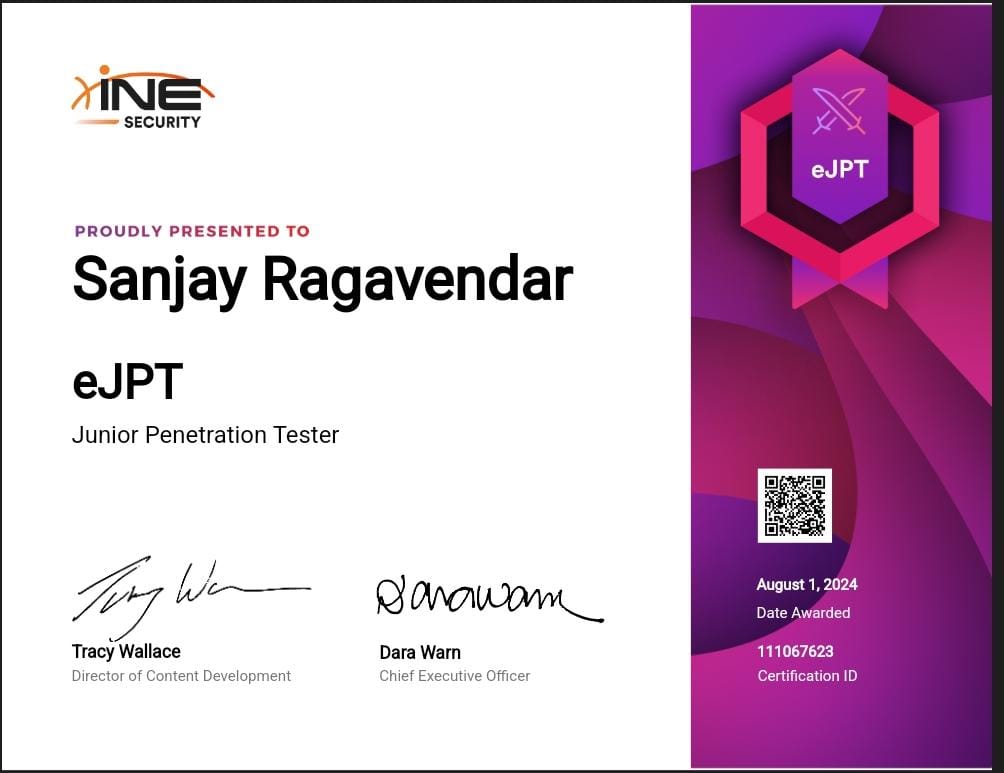 iNE
SECURITY
PROUDLY PRESENTED TO
Sanjay Ragavendar
eJPT
Junior Penetration Tester
Tracy Wallace
Director of Content Development
Dara Warn
Chief Executive Officer
eJPT
August 1, 2024
Date Awarded
111067623
Certification ID